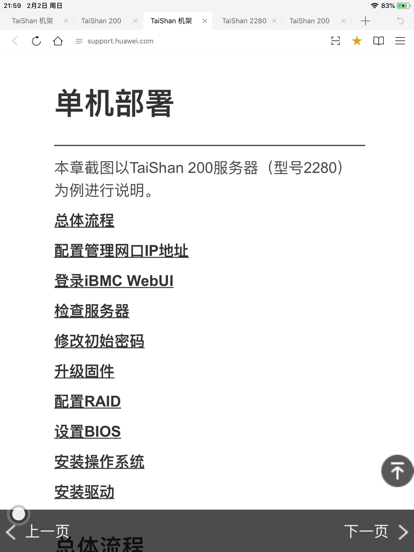 21:59 2月2日 周日 83%
TaiShan 机架 × TaiShan 200 × TaiShan 机架 × TaiShan 2280 × TaiShan 200 ×
support.huawei.com
单机部署
本章截图以TaiShan 200服务器（型号2280）
为例进行说明。
总体流程
配置管理网口IP地址
登录iBMC WebUI
检查服务器
修改初始密码
升级固件
配置RAID
设置BIOS
安装操作系统
安装驱动
上一页 下一页
总体流程